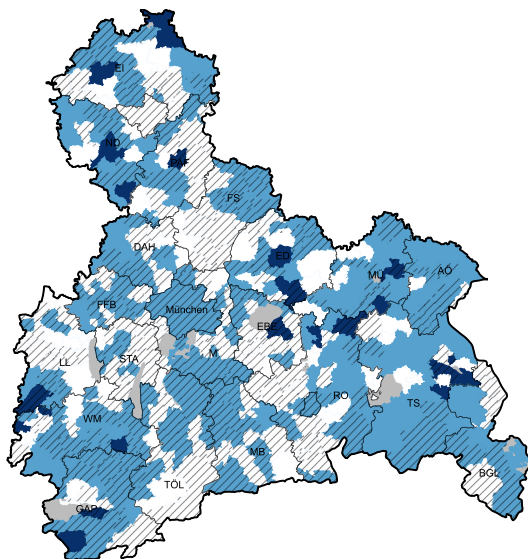 EI
ND
PAF
FS
DAH
ED
MÜ
AÖ
FFB
München
EBE
LL
STA
M
RO
TS
WM
MB
TÖL
BGL
GAP